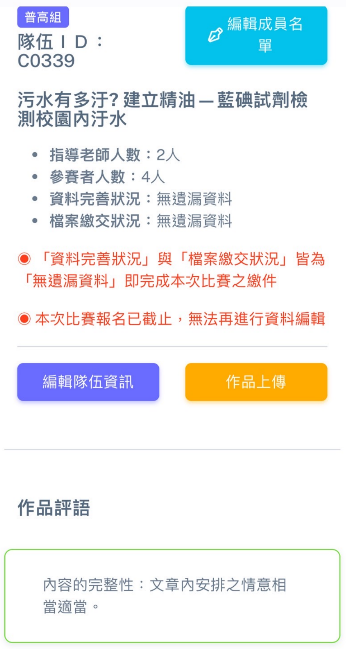 普高組
隊伍ＩＤ：
C0339
編輯成員名
單
污水有多汙? 建立精油—藍碘試劑檢
測校園內汙水
• 指導老師人數：2人
• 參賽者人數：4人
• 資料完善狀況：無遺漏資料
• 檔案繳交狀況：無遺漏資料
◉ 「資料完善狀況」與「檔案繳交狀況」皆為
「無遺漏資料」即完成本次比賽之繳件
◉ 本次比賽報名已截止，無法再進行資料編輯
編輯隊伍資訊
作品上傳
作品評語
內容的完整性：文章內安排之情意相
當適當。